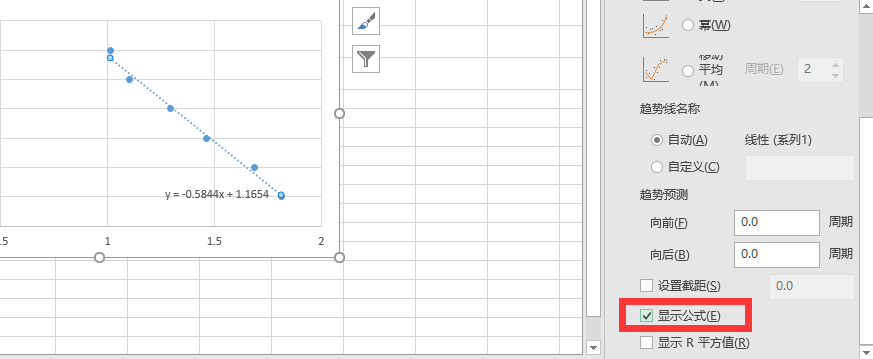 幂(W)
平均
周期(E)
2
(M)
趋势线名称
自动(A) 线性 (系列1)
自定义(C)
趋势预测
向前(F) 0.0 周期
向后(B) 0.0 周期
设置截距(S) 0.0
显示公式(E)
显示 R 平方值(R)
y = -0.5844x + 1.1654
.5 1 1.5 2